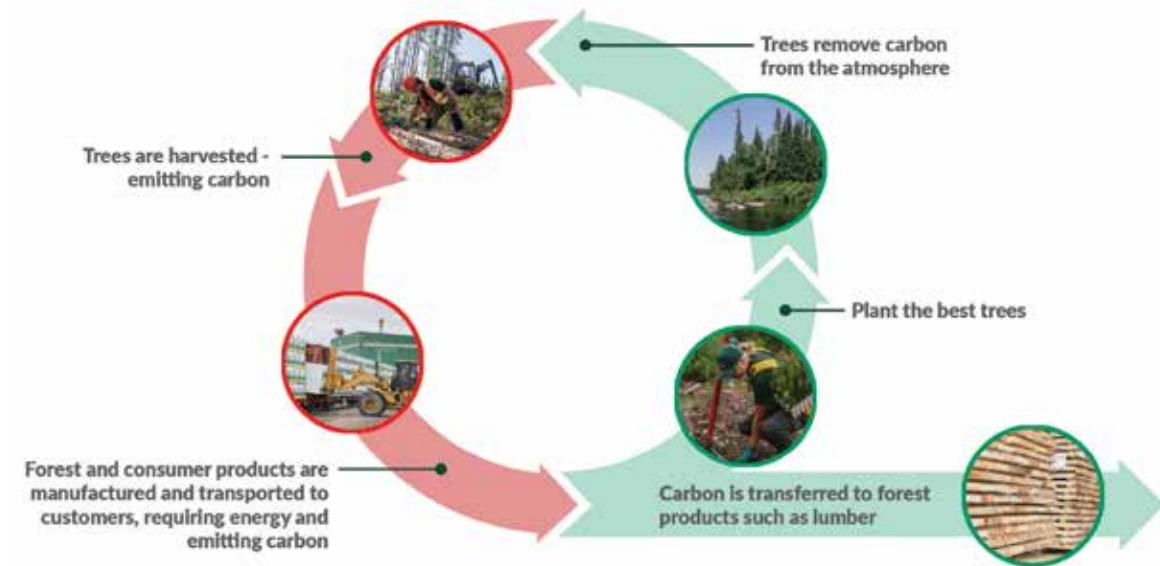 Trees remove carbon
from the atmosphere
Trees are harvested -
emitting carbon
Plant the best trees
Forest and consumer products are
manufactured and transported to
customers, requiring energy and
emitting carbon
Carbon is transferred to forest
products such as lumber